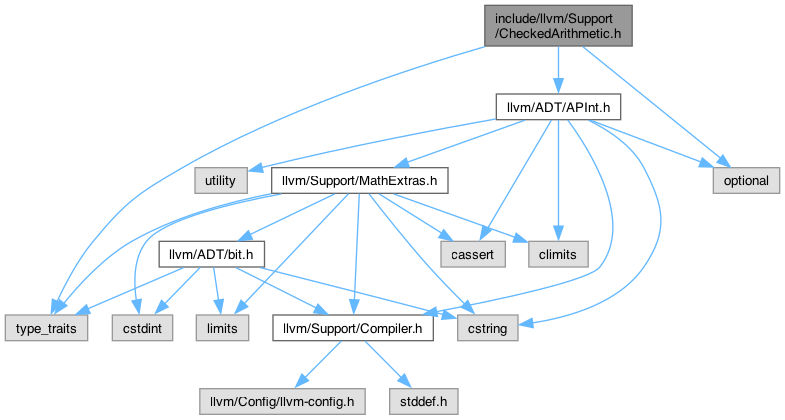 include/llvm/Support
/CheckedArithmetic.h
llvm/ADT/APInt.h
utility
llvm/Support/MathExtras.h
optional
llvm/ADT/bit.h
cassert
climits
type_traits
cstdint
limits
llvm/Support/Compiler.h
cstring
llvm/Config/llvm-config.h
stddef.h